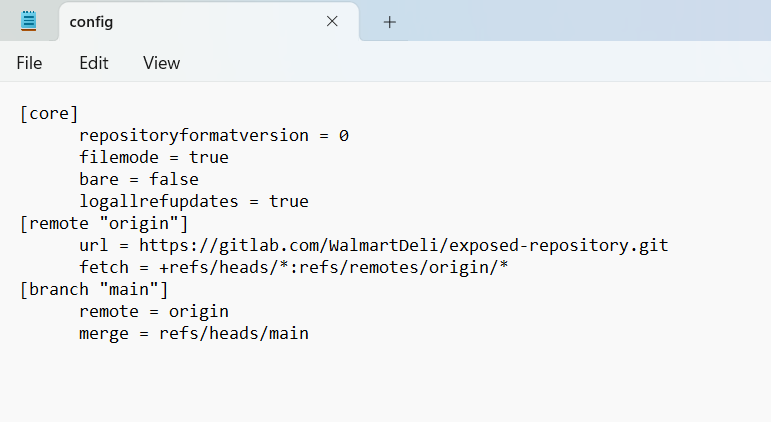 config
File Edit View
[core]
repositoryformatversion = 0
filemode = true
bare = false
logallrefupdates = true
[remote "origin"]
url = https://gitlab.com/WalmartDeli/exposed-repository.git
fetch = +refs/heads/*:refs/remotes/origin/*
[branch "main"]
remote = origin
merge = refs/heads/main